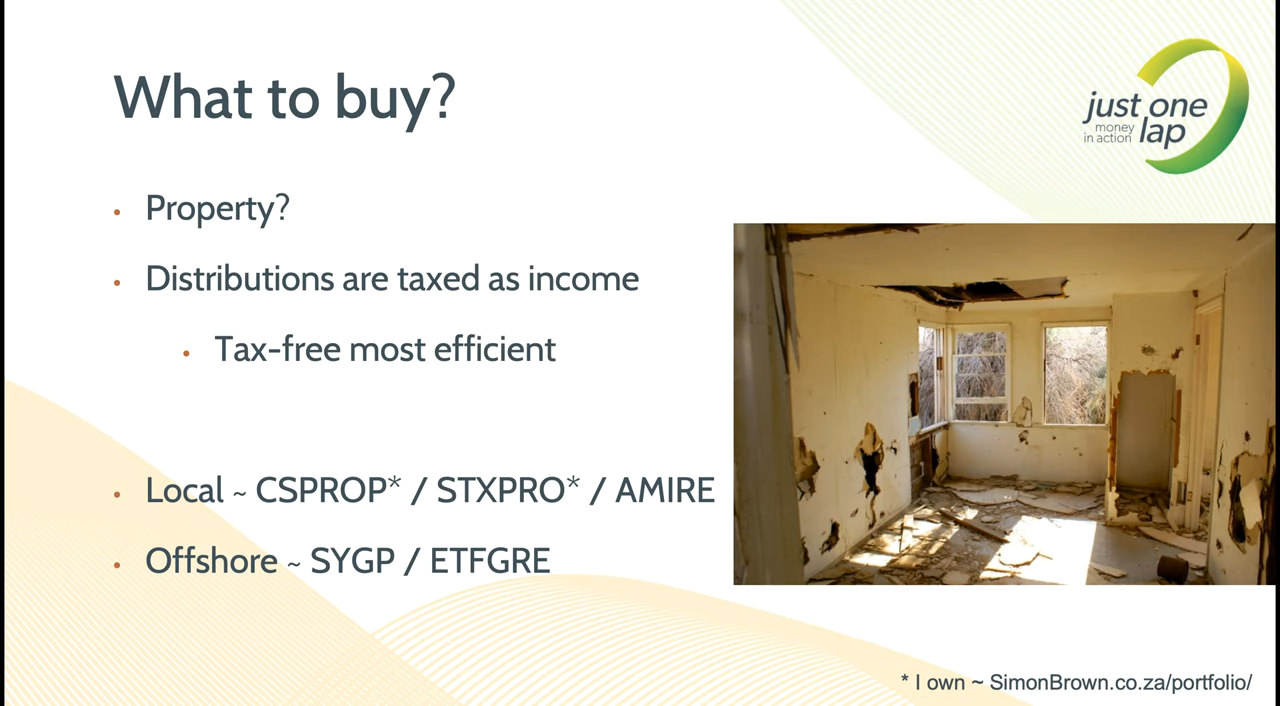 What to buy?
just one
money
in action lap
• Property?
• Distributions are taxed as income
• Tax-free most efficient
• Local ~ CSPROP* / STXPRO* / AMIRE
• Offshore ~ SYGP / ETFGRE
* I own ~ SimonBrown.co.za/portfolio/